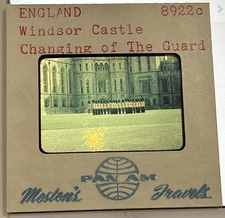 ENGLAND 8922c
Windsor Castle
Changing of The Guard
PAN AM
Meston's Travels